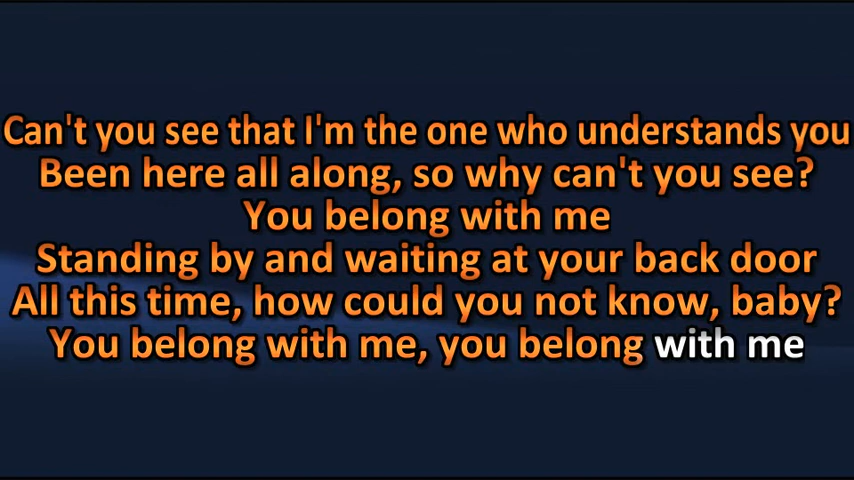 Can't you see that I'm the one who understands you
Been here all along, so why can't you see?
You belong with me
Standing by and waiting at your back door
All this time, how could you not know, baby?
You belong with me, you belong with me